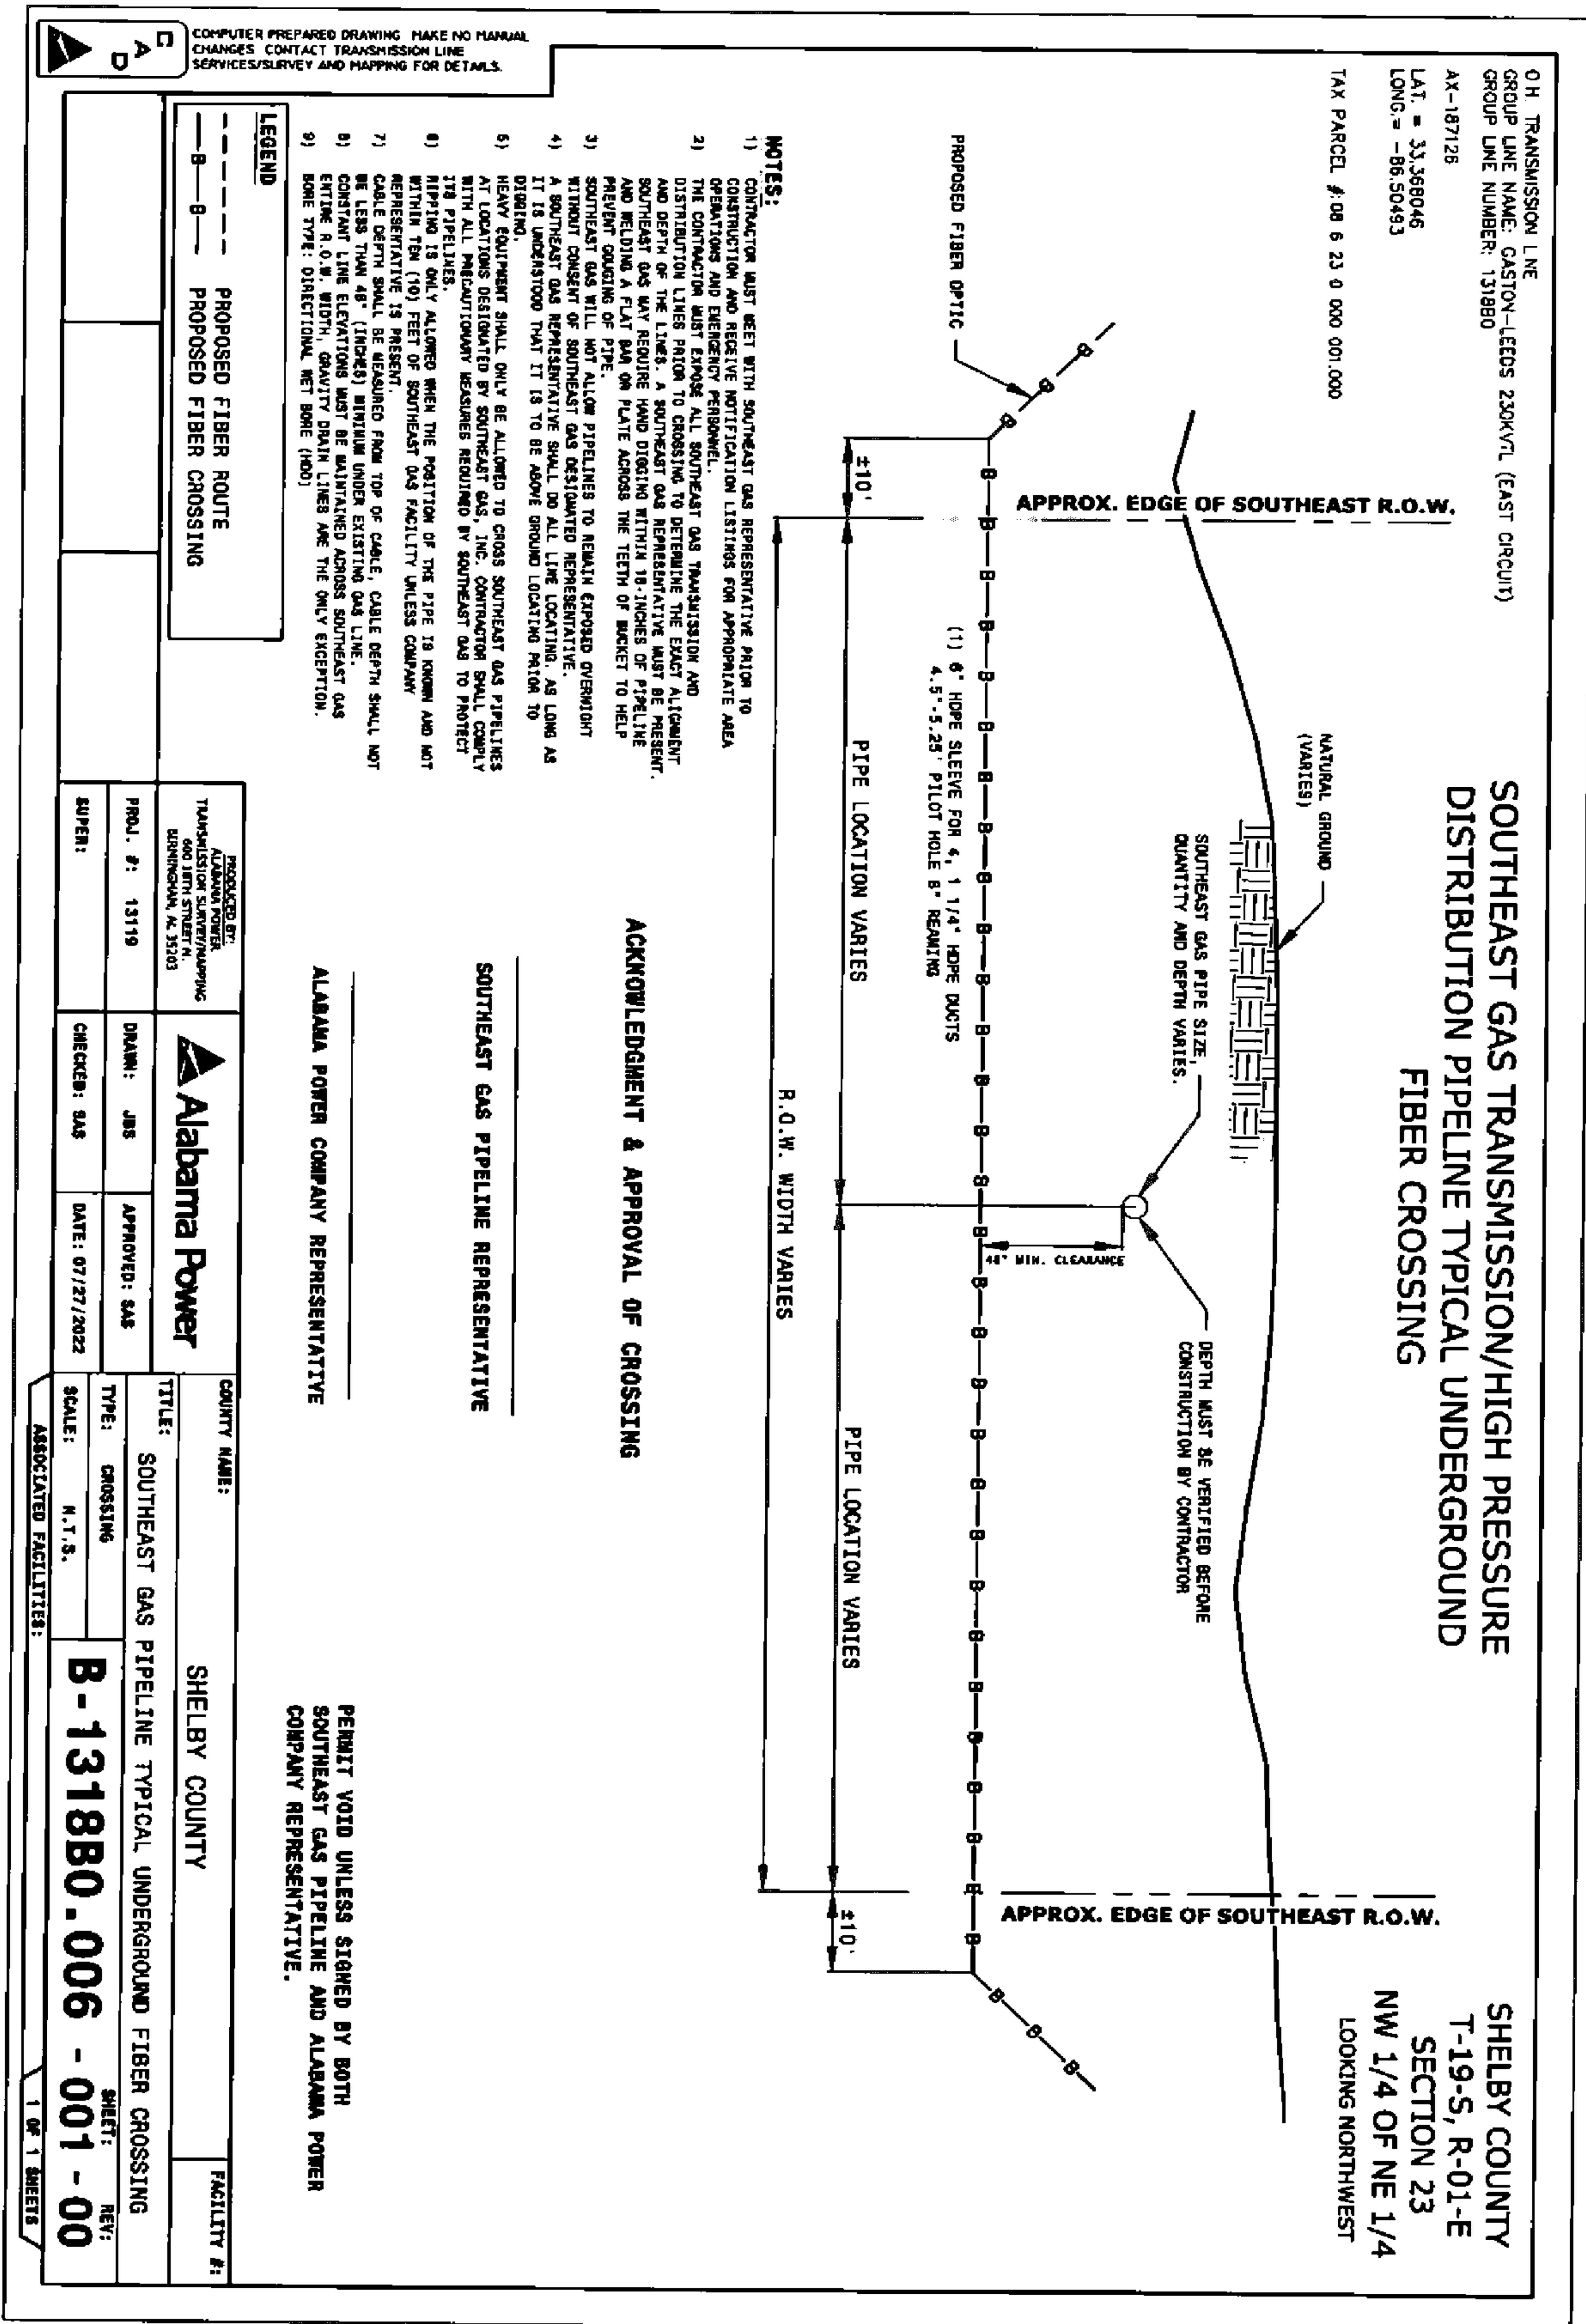 O.H. TRANSMISSION L NE
GROUP LINE NAME: GASTON-LEEDS 230KVTL (EAST CIRCUIT)
GROUP LINE NUMBER: 1318B0
AX-187126
LAT. = 33.368046
LONG.= -86.50493
TAX PARCEL #:08 6 23 0 000 001.000
SOUTHEAST GAS TRANSMISSION/HIGH PRESSURE
DISTRIBUTION PIPELINE TYPICAL UNDERGROUND
FIBER CROSSING
SHELBY COUNTY
T-19-S, R-01-E
SECTION 23
NW 1/4 OF NE 1/4
LOOKING NORTHWEST
NATURAL GROUND
(VARIES)
SOUTHEAST GAS PIPE SIZE,
QUANTITY AND DEPTH VARIES.
DEPTH MUST BE VERIFIED BEFORE
CONSTRUCTION BY CONTRACTOR
APPROX. EDGE OF SOUTHEAST R.O.W.
APPROX. EDGE OF SOUTHEAST R.O.W.
48" MIN. CLEARANCE
PROPOSED FIBER OPTIC
(1) 6" HDPE SLEEVE FOR 4, 1 1/4" HDPE DUCTS
4.5"-5.25' PILOT HOLE 8" REAMING
±10'
PIPE LOCATION VARIES
PIPE LOCATION VARIES
±10'
R.O.W. WIDTH VARIES
NOTES:
1) CONTRACTOR MUST MEET WITH SOUTHEAST GAS REPRESENTATIVE PRIOR TO
CONSTRUCTION AND RECEIVE NOTIFICATION LISTINGS FOR APPROPRIATE AREA
OPERATIONS AND EMERGENCY PERSONNEL.
2) THE CONTRACTOR MUST EXPOSE ALL SOUTHEAST GAS TRANSMISSION AND
DISTRIBUTION LINES PRIOR TO CROSSING TO DETERMINE THE EXACT ALIGNMENT
AND DEPTH OF THE LINES. A SOUTHEAST GAS REPRESENTATIVE MUST BE PRESENT.
SOUTHEAST GAS MAY REQUIRE HAND DIGGING WITHIN 18-INCHES OF PIPELINE
AND WELDING A FLAT BAR OR PLATE ACROSS THE TEETH OF BUCKET TO HELP
PREVENT GOUGING OF PIPE.
3) SOUTHEAST GAS WILL NOT ALLOW PIPELINES TO REMAIN EXPOSED OVERNIGHT
WITHOUT CONSENT OF SOUTHEAST GAS DESIGNATED REPRESENTATIVE.
4) A SOUTHEAST GAS REPRESENTATIVE SHALL DO ALL LINE LOCATING, AS LONG AS
IT IS UNDERSTOOD THAT IT IS TO BE ABOVE GROUND LOCATING PRIOR TO
DIGGING.
5) HEAVY EQUIPMENT SHALL ONLY BE ALLOWED TO CROSS SOUTHEAST GAS PIPELINES
AT LOCATIONS DESIGNATED BY SOUTHEAST GAS, INC. CONTRACTOR SHALL COMPLY
WITH ALL PRECAUTIONARY MEASURES REQUIRED BY SOUTHEAST GAS TO PROTECT
ITS PIPELINES.
6) RIPPING IS ONLY ALLOWED WHEN THE POSITION OF THE PIPE IS KNOWN AND NOT
WITHIN TEN (10) FEET OF SOUTHEAST GAS FACILITY UNLESS COMPANY
REPRESENTATIVE IS PRESENT.
7) CABLE DEPTH SHALL BE MEASURED FROM TOP OF CABLE, CABLE DEPTH SHALL NOT
BE LESS THAN 48" (INCHES) MINIMUM UNDER EXISTING GAS LINE.
8) CONSTANT LINE ELEVATIONS MUST BE MAINTAINED ACROSS SOUTHEAST GAS
ENTIRE R.O.W. WIDTH, GRAVITY DRAIN LINES ARE THE ONLY EXCEPTION.
9) BORE TYPE: DIRECTIONAL WET BORE (HDD)
ACKNOWLEDGMENT & APPROVAL OF CROSSING
SOUTHEAST GAS PIPELINE REPRESENTATIVE
ALABAMA POWER COMPANY REPRESENTATIVE
PERMIT VOID UNLESS SIGNED BY BOTH
SOUTHEAST GAS PIPELINE AND ALABAMA POWER
COMPANY REPRESENTATIVE.
LEGEND
PROPOSED FIBER ROUTE
B B PROPOSED FIBER CROSSING
PRODUCED BY:
ALABAMA POWER
TRANSMISSION SURVEY/MAPPING
600 18TH STREET N.
BIRMINGHAM, AL 35203
Alabama Power
COUNTY NAME:
SHELBY COUNTY
FACILITY #:
PROJ. #: 13119
DRAWN: JBS
APPROVED: SAS
TITLE:
SOUTHEAST GAS PIPELINE TYPICAL UNDERGROUND FIBER CROSSING
SUPER:
CHECKED: SAS
DATE: 07/27/2022
TYPE: CROSSING
SCALE: N.T.S.
SHEET:
REV:
B-1318B0.006 - 001 - 00
ASSOCIATED FACILITIES:
1 OF 1 SHEETS
CAD
COMPUTER PREPARED DRAWING MAKE NO MANUAL
CHANGES CONTACT TRANSMISSION LINE
SERVICES/SURVEY AND MAPPING FOR DETAILS.